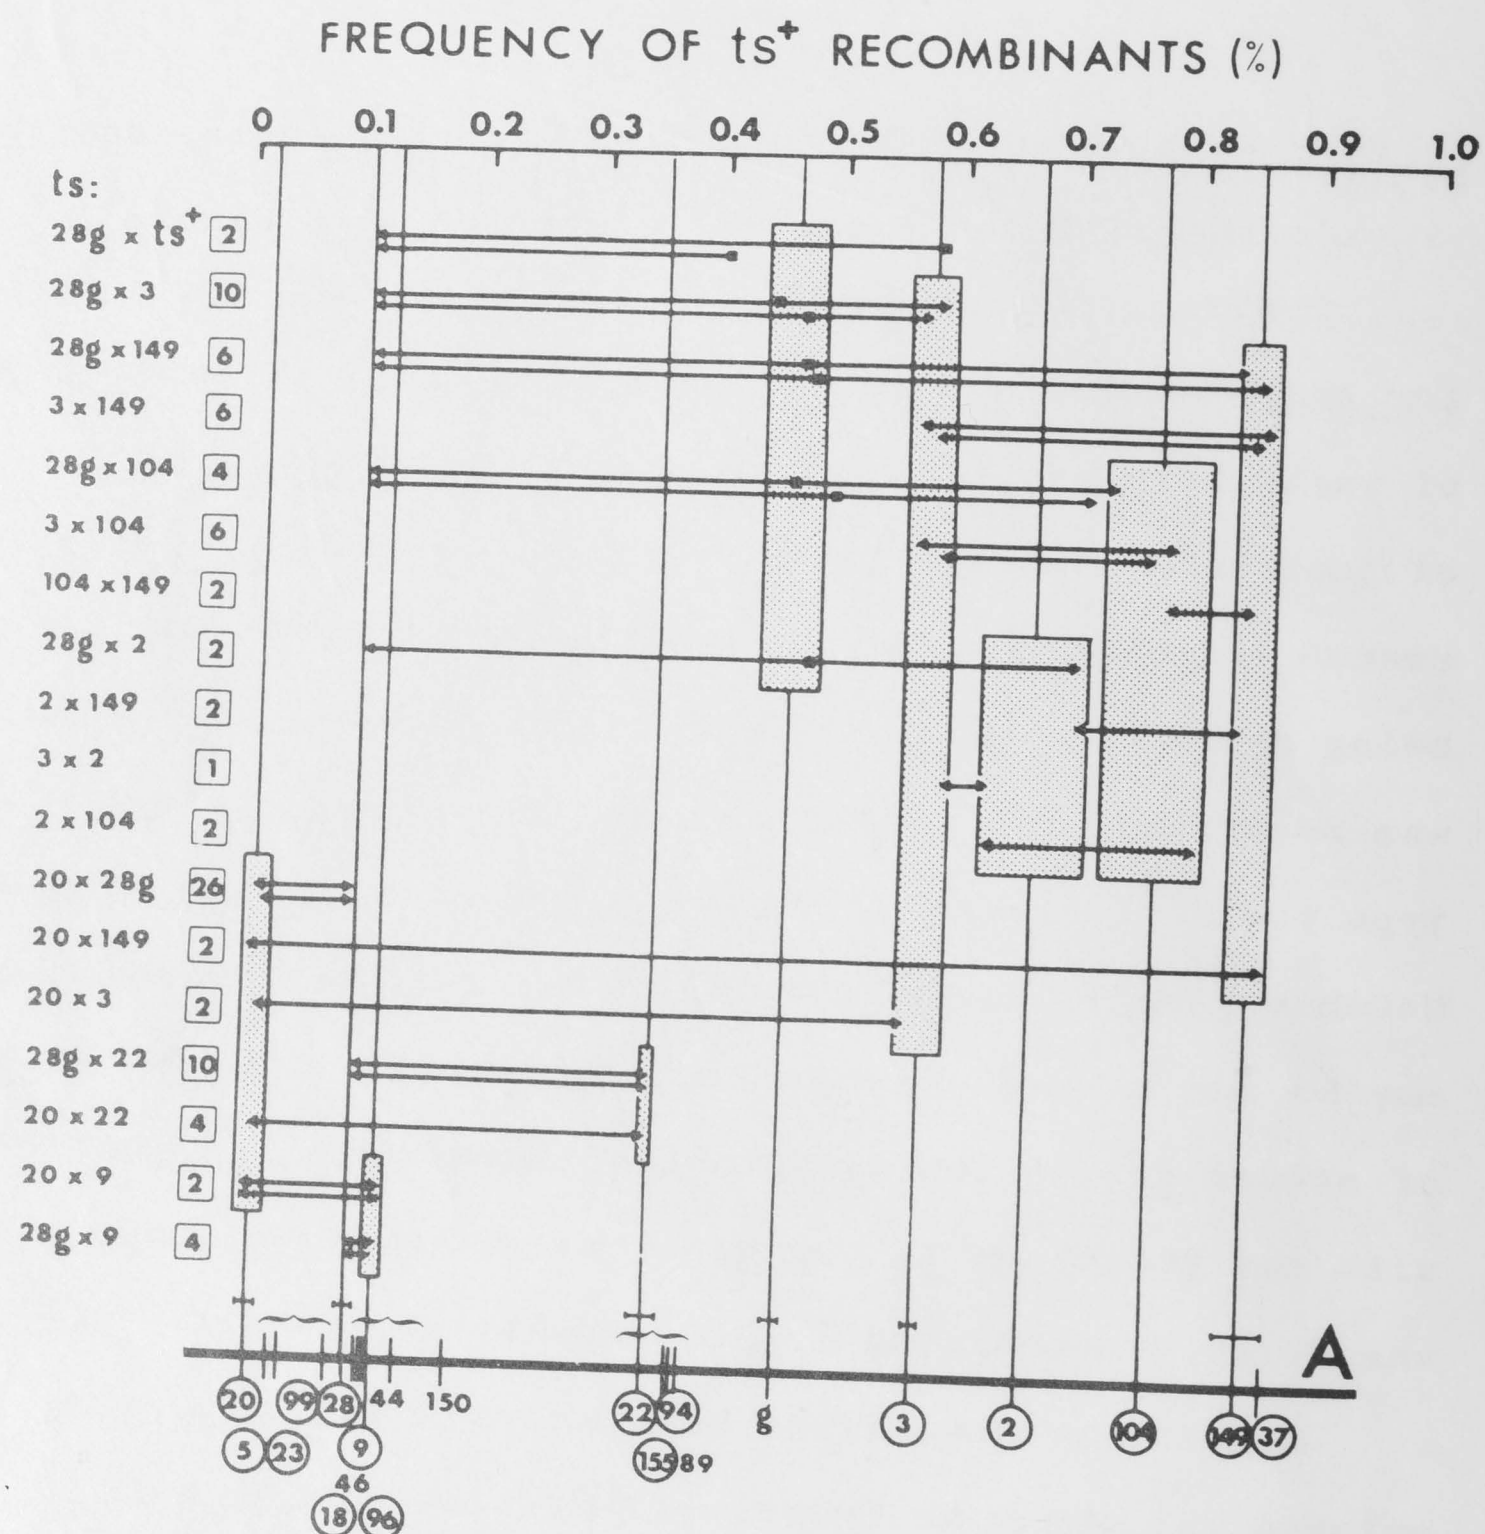 FREQUENCY OF ts+ RECOMBINANTS (%)
0 0.1 0.2 0.3 0.4 0.5 0.6 0.7 0.8 0.9 1.0
ts:
28g x ts+ 2
28g x 3 10
28g x 149 6
3 x 149 6
28g x 104 4
3 x 104 6
104 x 149 2
28g x 2 2
2 x 149 2
3 x 2 1
2 x 104 2
20 x 28g 26
20 x 149 2
20 x 3 2
28g x 22 10
20 x 22 4
20 x 9 2
28g x 9 4
A
20 99 28 44 150 22 94 g 3 2 104 149 37
5 23 9 155 89
46
18 96